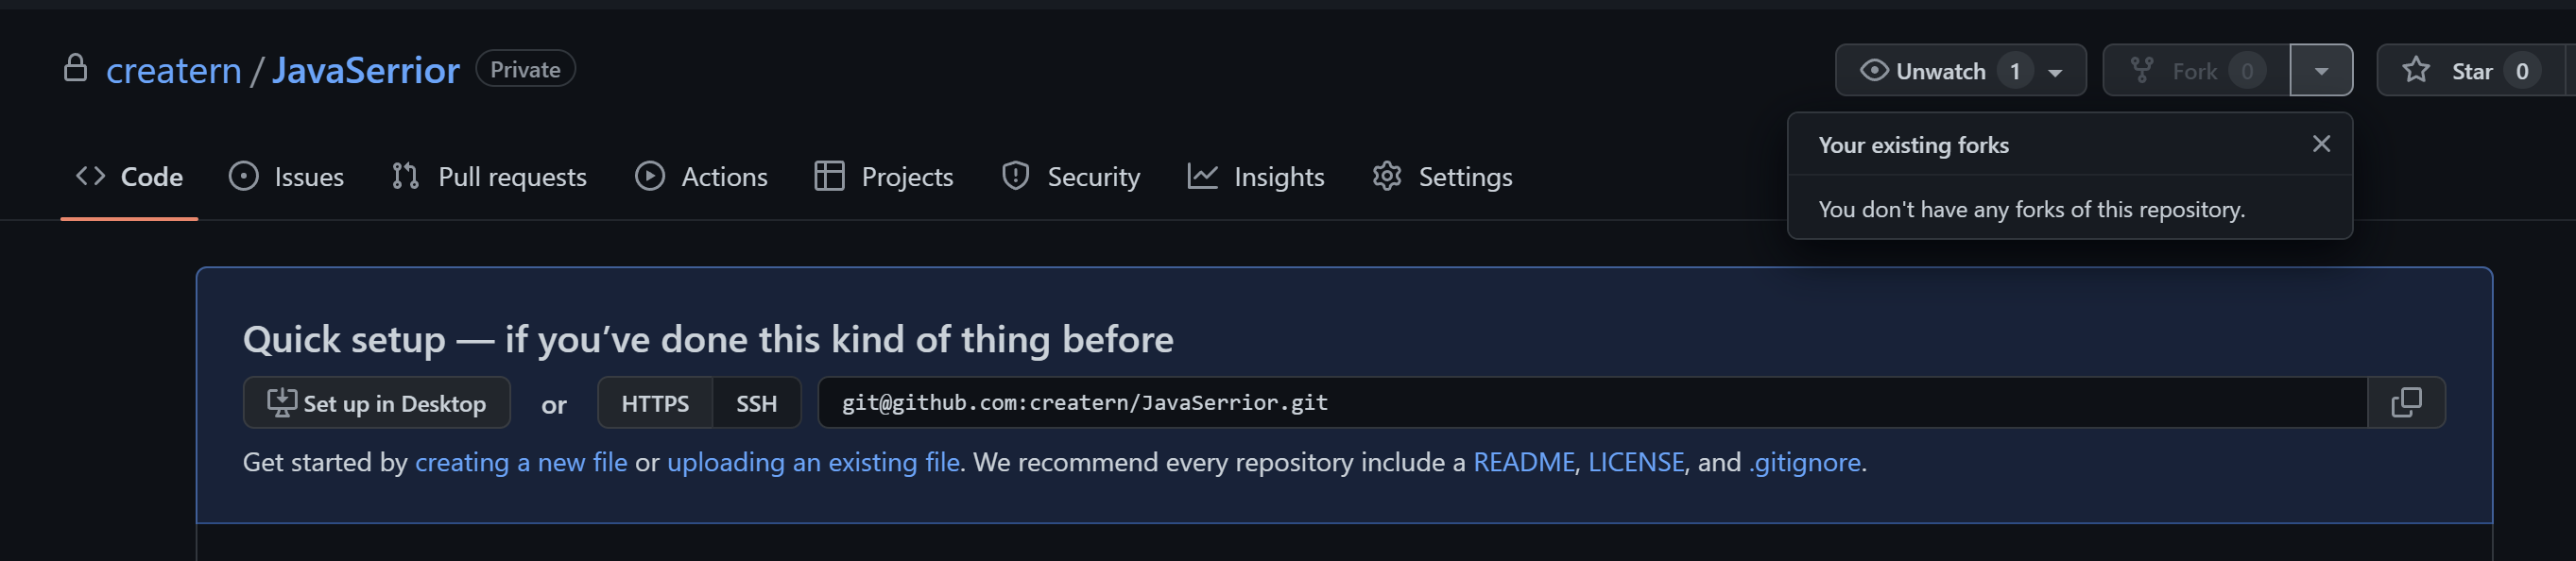 creatern / JavaSerrior Private
Unwatch 1
Fork 0
Star 0
Your existing forks
You don't have any forks of this repository.
Code Issues Pull requests Actions Projects Security Insights Settings
Quick setup — if you’ve done this kind of thing before
Set up in Desktop or HTTPS SSH git@github.com:creatern/JavaSerrior.git
Get started by creating a new file or uploading an existing file. We recommend every repository include a README, LICENSE, and .gitignore.